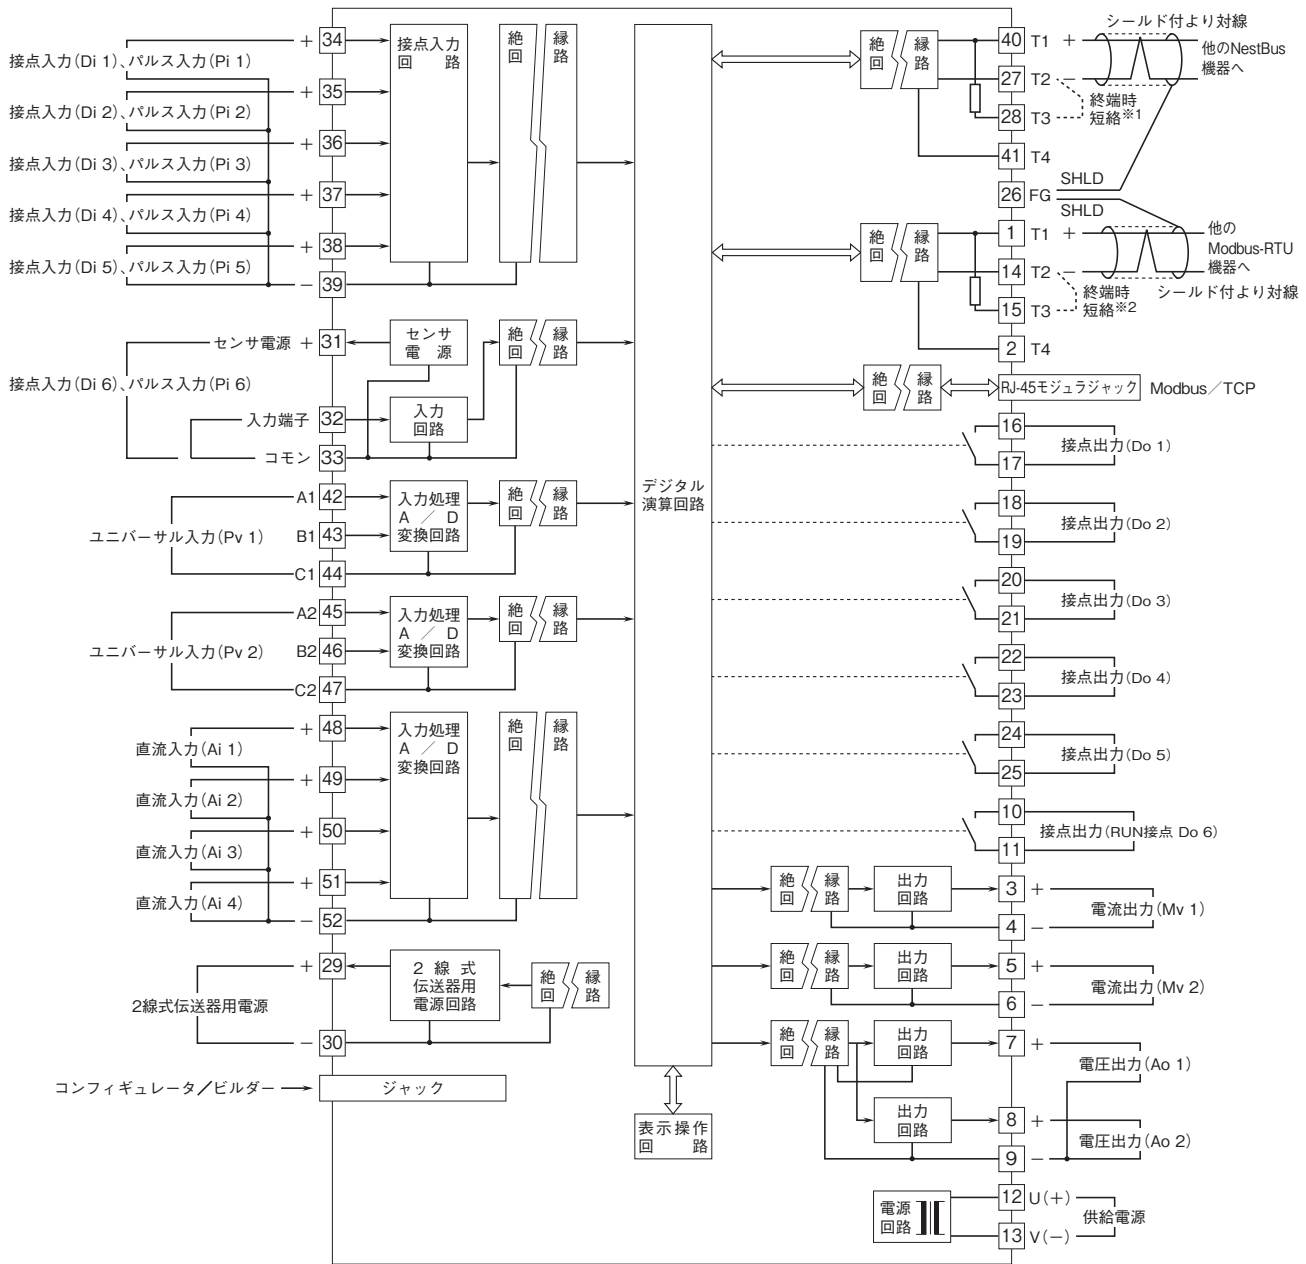 接点入力(Di 1)、パルス入力(Pi 1)
接点入力(Di 2)、パルス入力(Pi 2)
接点入力(Di 3)、パルス入力(Pi 3)
接点入力(Di 4)、パルス入力(Pi 4)
接点入力(Di 5)、パルス入力(Pi 5)
+ 34
+ 35
+ 36
+ 37
+ 38
− 39
接点入力
回　路
絶　縁
回　路
センサ電源 + 31
センサ
電　源
接点入力(Di 6)、パルス入力(Pi 6)
入力端子 32
コモン 33
入力
回路
絶　縁
回　路
ユニバーサル入力(Pv 1)
A1 42
B1 43
C1 44
入力処理
A ／ D
変換回路
絶　縁
回　路
ユニバーサル入力(Pv 2)
A2 45
B2 46
C2 47
入力処理
A ／ D
変換回路
絶　縁
回　路
直流入力(Ai 1)
直流入力(Ai 2)
直流入力(Ai 3)
直流入力(Ai 4)
+ 48
+ 49
+ 50
+ 51
− 52
入力処理
A ／ D
変換回路
絶　縁
回　路
2線式伝送器用電源
+ 29
− 30
2 線 式
伝送器用
電源回路
絶　縁
回　路
コンフィギュレータ／ビルダー
ジャック
デジタル
演算回路
表示操作
回　　路
絶　縁
回　路
40 T1 +
27 T2 −
28 T3
41 T4
26 FG
シールド付より対線
他のNestBus
機器へ
終端時
短絡※1
SHLD
SHLD
絶　縁
回　路
1 T1 +
14 T2 −
15 T3
2 T4
他の
Modbus-RTU
機器へ
終端時
短絡※2
シールド付より対線
絶　縁
回　路
RJ-45モジュラジャック
Modbus／TCP
16
17
接点出力(Do 1)
18
19
接点出力(Do 2)
20
21
接点出力(Do 3)
22
23
接点出力(Do 4)
24
25
接点出力(Do 5)
10
11
接点出力(RUN接点 Do 6)
絶　縁
回　路
出力
回路
3 +
4 −
電流出力(Mv 1)
絶　縁
回　路
出力
回路
5 +
6 −
電流出力(Mv 2)
絶　縁
回　路
出力
回路
7 +
電圧出力(Ao 1)
出力
回路
8 +
9 −
電圧出力(Ao 2)
電源
回路
12 U(+)
13 V(−)
供給電源